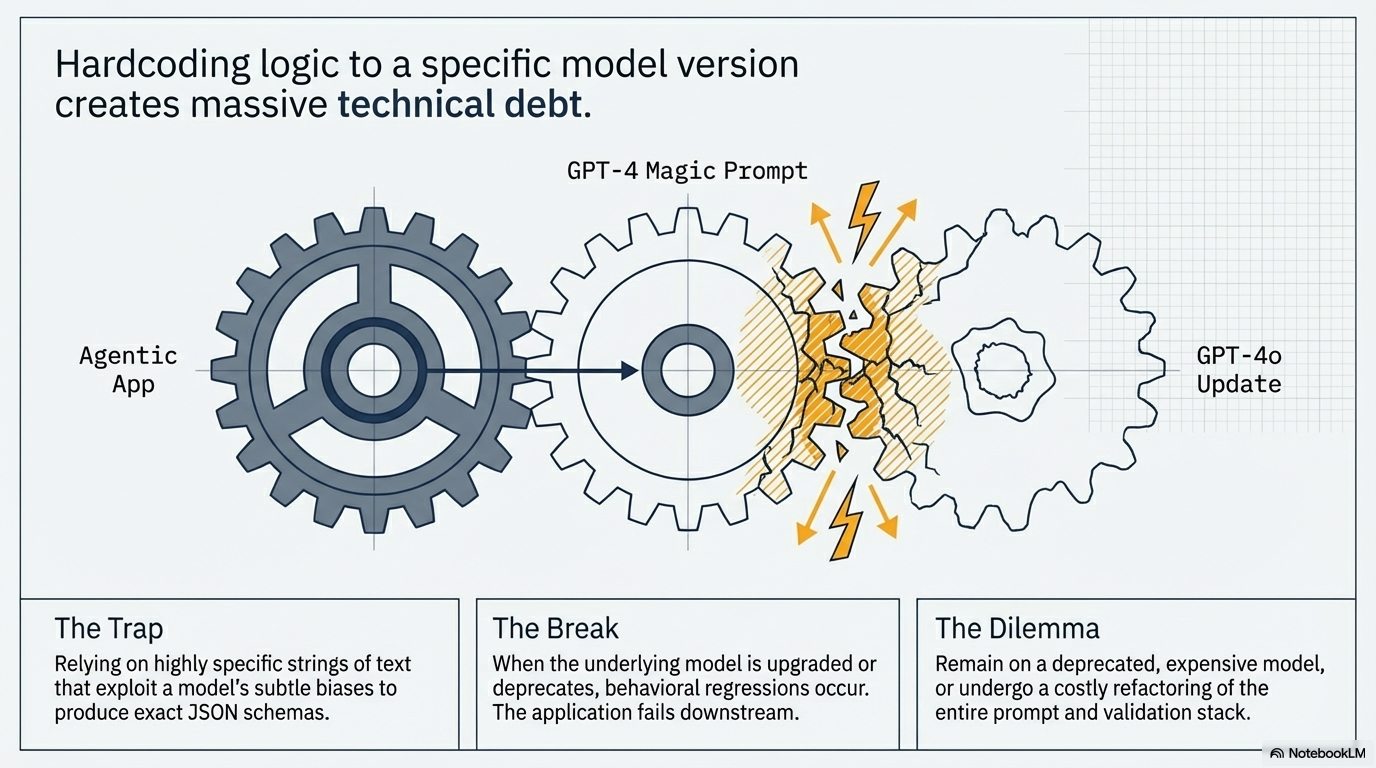 Hardcoding logic to a specific model version
creates massive technical debt.
GPT-4 Magic Prompt
Agentic
App
GPT-4o
Update
The Trap
Relying on highly specific strings of text
that exploit a model's subtle biases to
produce exact JSON schemas.
The Break
When the underlying model is upgraded or
deprecates, behavioral regressions occur.
The application fails downstream.
The Dilemma
Remain on a deprecated, expensive model,
or undergo a costly refactoring of the
entire prompt and validation stack.
NotebookLM